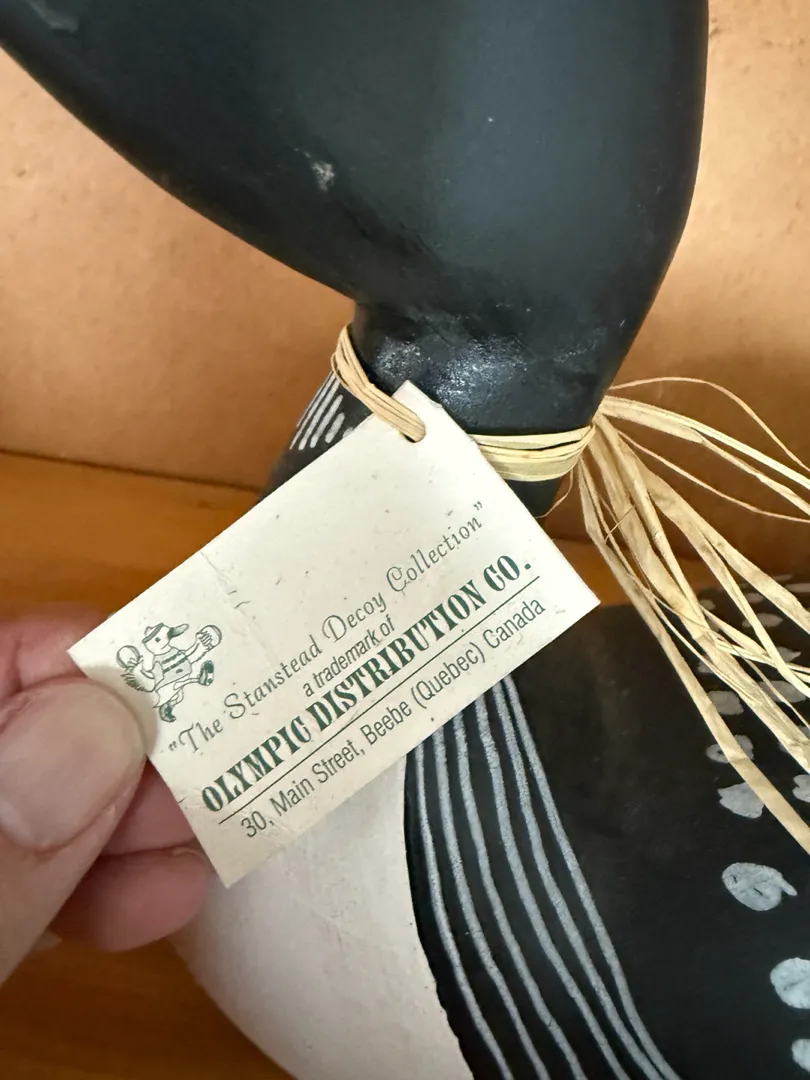 "The Stanstead Decoy Collection"
a trademark of
OLYMPIC DISTRIBUTION CO.
30, Main Street, Beebe (Quebec) Canada